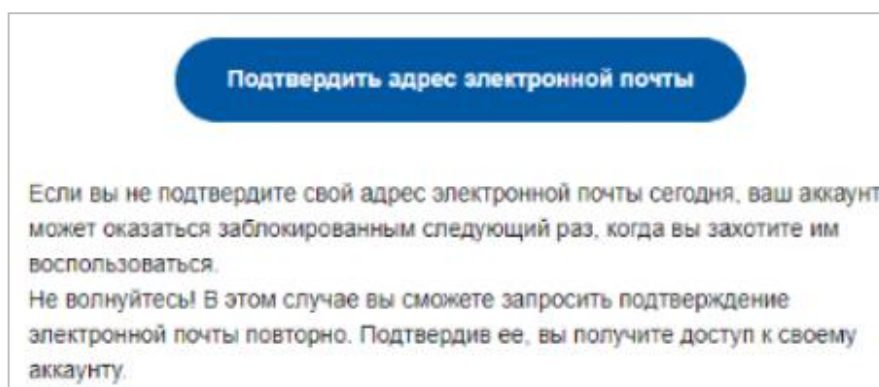 Подтвердить адрес электронной почты
Если вы не подтвердите свой адрес электронной почты сегодня, ваш аккаунт
может оказаться заблокированным следующий раз, когда вы захотите им
воспользоваться.
Не волнуйтесь! В этом случае вы сможете запросить подтверждение
электронной почты повторно. Подтвердив ее, вы получите доступ к своему
аккаунту.